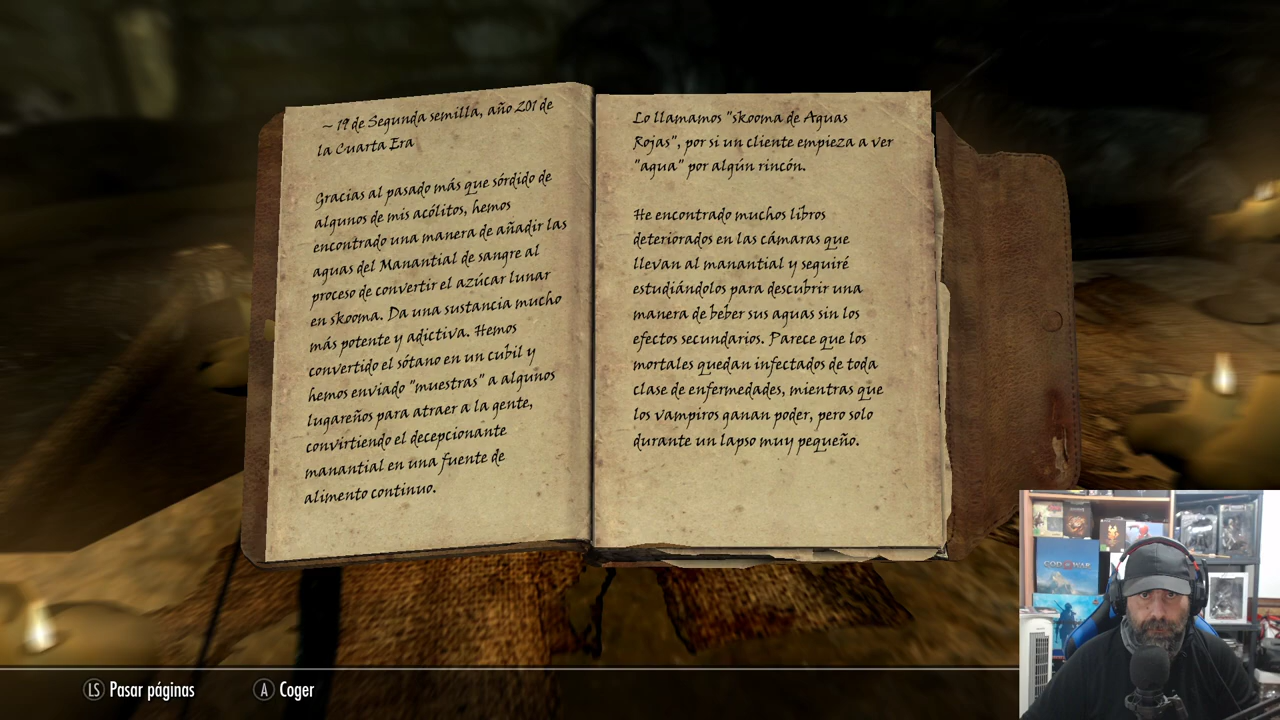 ~ 19 de Segunda semilla, año 201 de
la Cuarta Era
Gracias al pasado más que sórdido de
algunos de mis acólitos, hemos
encontrado una manera de añadir las
aguas del Manantial de sangre al
proceso de convertir el azúcar lunar
en skooma. Da una sustancia mucho
más potente y adictiva. Hemos
convertido el sótano en un cubil y
hemos enviado "muestras" a algunos
lugareños para atraer a la gente,
convirtiendo el decepcionante
manantial en una fuente de
alimento continuo.
Lo llamamos "skooma de Aguas
Rojas", por si un cliente empieza a ver
"agua" por algún rincón.
He encontrado muchos libros
deteriorados en las cámaras que
llevan al manantial y seguiré
estudiándolos para descubrir una
manera de beber sus aguas sin los
efectos secundarios. Parece que los
mortales quedan infectados de toda
clase de enfermedades, mientras que
los vampiros ganan poder, pero solo
durante un lapso muy pequeño.
LS Pasar páginas
A Coger
GOD OF WAR